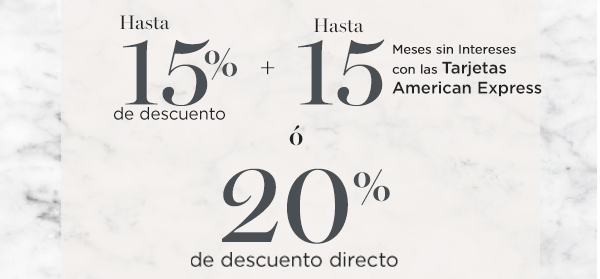 Hasta
15%
de descuento
+
Hasta
15
Meses sin Intereses
con las Tarjetas
American Express
ó
20%
de descuento directo